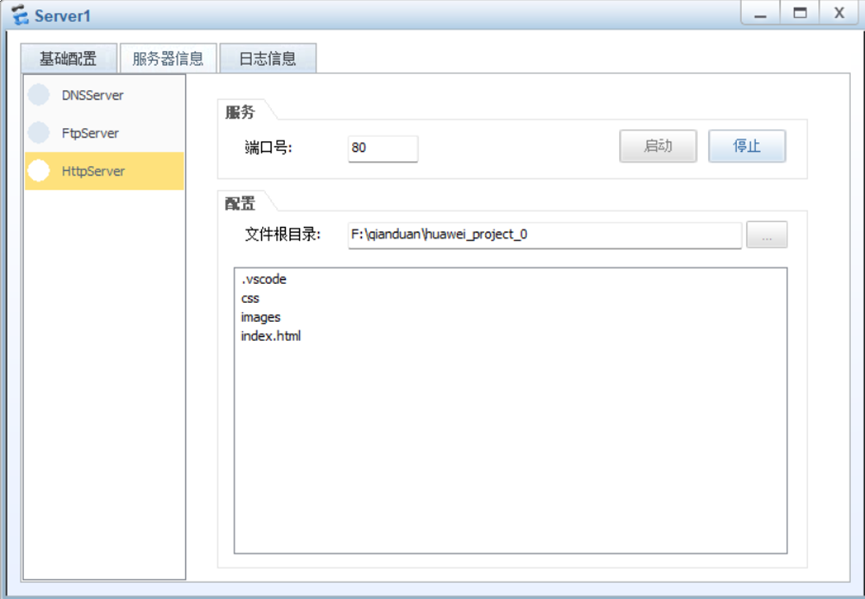 Server1
基础配置 服务器信息 日志信息
DNSServer
FtpServer
HttpServer
服务
端口号: 80 启动 停止
配置
文件根目录: F:\qianduan\huawei_project_0 ...
.vscode
css
images
index.html